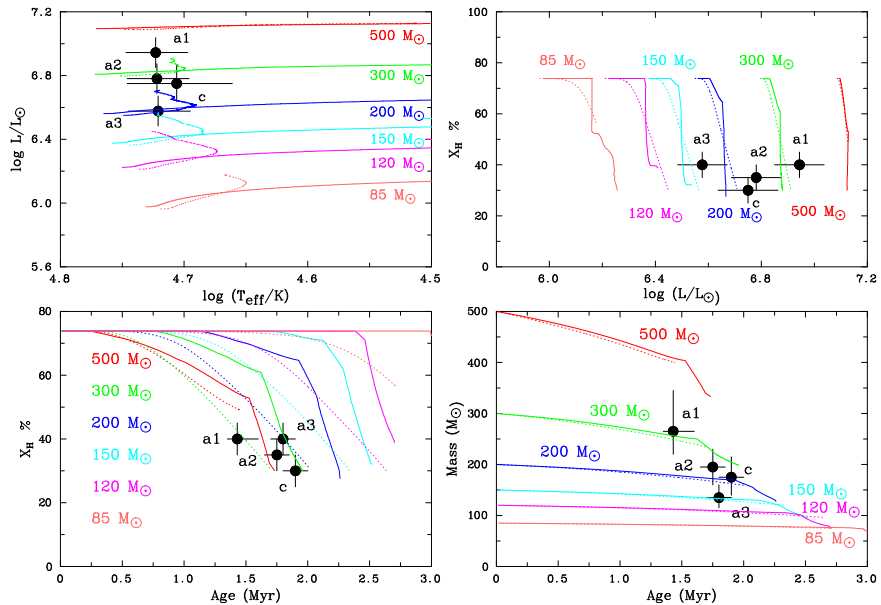 7.2
6.8
6.4
6.0
5.6
log L/L⊙
4.8
4.7
4.6
4.5
log (Teff/K)
a1
a2
a3
c
500 M⊙
300 M⊙
200 M⊙
150 M⊙
120 M⊙
85 M⊙
100
80
60
40
20
0
XH %
6.0
6.4
6.8
7.2
log (L/L⊙)
85 M⊙
150 M⊙
300 M⊙
a3
a2
a1
c
120 M⊙
200 M⊙
500 M⊙
80
60
40
20
0
XH %
0
0.5
1.0
1.5
2.0
2.5
3.0
Age (Myr)
500 M⊙
300 M⊙
200 M⊙
150 M⊙
120 M⊙
85 M⊙
a1
a3
a2
c
500
400
300
200
100
0
Mass (M⊙)
0
0.5
1.0
1.5
2.0
2.5
3.0
Age (Myr)
500 M⊙
300 M⊙
a1
200 M⊙
a2
c
a3
150 M⊙
120 M⊙
85 M⊙